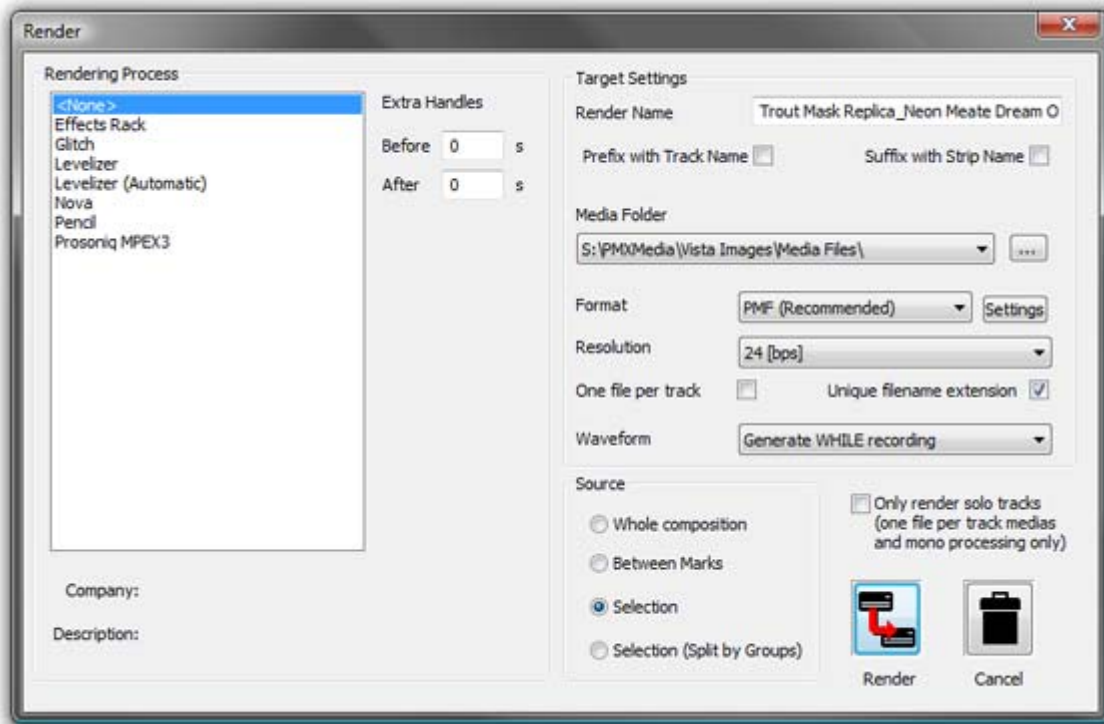 Render
Rendering Process
<None>
Effects Rack
Glitch
Levelizer
Levelizer (Automatic)
Nova
Pencil
Prosoniq MPEX3
Extra Handles
Before 0 s
After 0 s
Company:
Description:
Target Settings
Render Name Trout Mask Replica_Neon Meate Dream O
Prefix with Track Name Suffix with Strip Name
Media Folder
S:\PMXMedia\Vista Images\Media Files\ ...
Format PMF (Recommended) Settings
Resolution 24 [bps]
One file per track Unique filename extension
Waveform Generate WHILE recording
Source
Whole composition
Between Marks
Selection
Selection (Split by Groups)
Only render solo tracks
(one file per track medias
and mono processing only)
Render Cancel